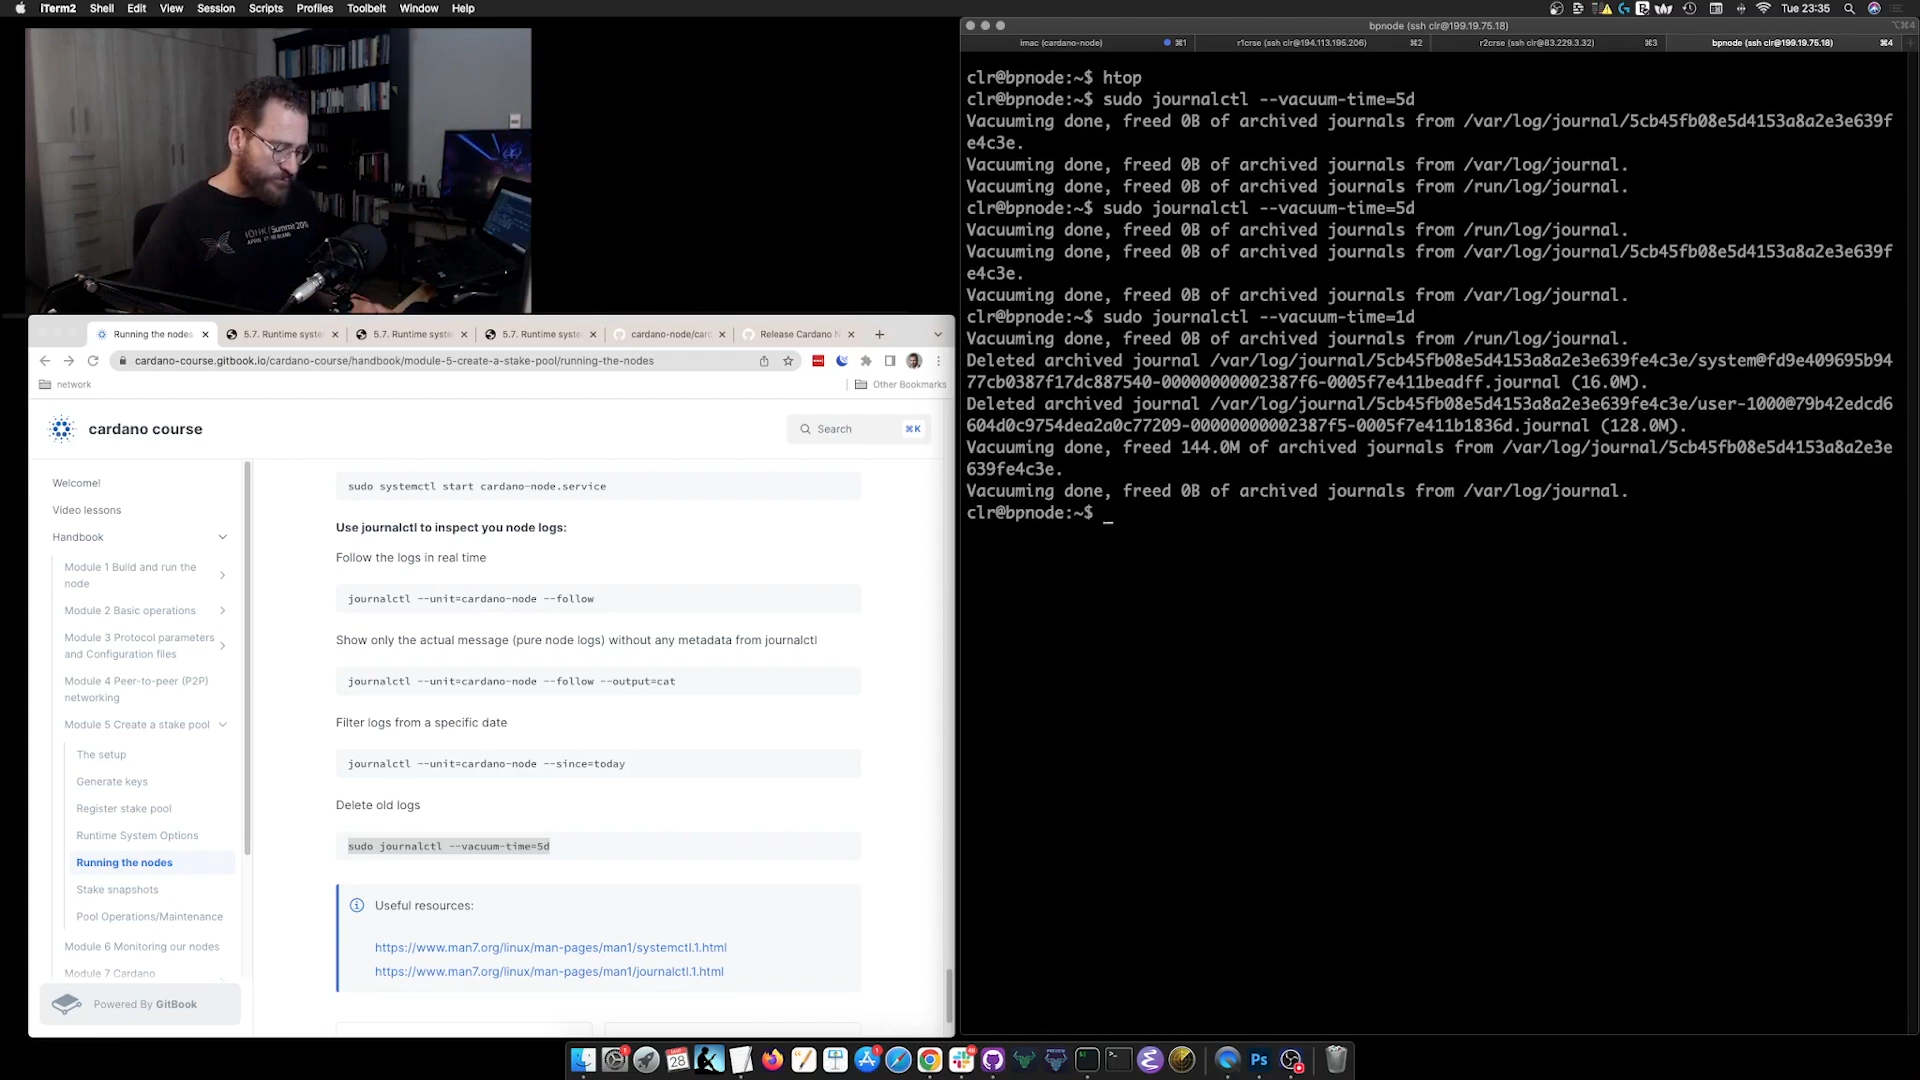 iTerm2 Shell Edit View Session Scripts Profiles Toolbelt Window Help
Tue 23:35
IOHK Summit 20
Running the nodes
5.7. Runtime syste
5.7. Runtime syste
5.7. Runtime syste
cardano-node/card
Release Cardano N
cardano-course.gitbook.io/cardano-course/handbook/module-5-create-a-stake-pool/running-the-nodes
network
Other Bookmarks
cardano course
Search
⌘K
Welcome!
Video lessons
Handbook
Module 1 Build and run the
node
Module 2 Basic operations
Module 3 Protocol parameters
and Configuration files
Module 4 Peer-to-peer (P2P)
networking
Module 5 Create a stake pool
The setup
Generate keys
Register stake pool
Runtime System Options
Running the nodes
Stake snapshots
Pool Operations/Maintenance
Module 6 Monitoring our nodes
Module 7 Cardano
Powered By GitBook
sudo systemctl start cardano-node.service
Use journalctl to inspect you node logs:
Follow the logs in real time
journalctl --unit=cardano-node --follow
Show only the actual message (pure node logs) without any metadata from journalctl
journalctl --unit=cardano-node --follow --output=cat
Filter logs from a specific date
journalctl --unit=cardano-node --since=today
Delete old logs
sudo journalctl --vacuum-time=5d
Useful resources:
https://www.man7.org/linux/man-pages/man1/systemctl.1.html
https://www.man7.org/linux/man-pages/man1/journalctl.1.html
bpnode (ssh clr@199.19.75.18)
⌥⌘4
imac (cardano-node) ⌘1
r1crse (ssh clr@194.113.195.206) ⌘2
r2crse (ssh clr@83.229.3.32) ⌘3
bpnode (ssh clr@199.19.75.18) ⌘4
clr@bpnode:~$ htop
clr@bpnode:~$ sudo journalctl --vacuum-time=5d
Vacuuming done, freed 0B of archived journals from /var/log/journal/5cb45fb08e5d4153a8a2e3e639f
e4c3e.
Vacuuming done, freed 0B of archived journals from /var/log/journal.
Vacuuming done, freed 0B of archived journals from /run/log/journal.
clr@bpnode:~$ sudo journalctl --vacuum-time=5d
Vacuuming done, freed 0B of archived journals from /run/log/journal.
Vacuuming done, freed 0B of archived journals from /var/log/journal/5cb45fb08e5d4153a8a2e3e639f
e4c3e.
Vacuuming done, freed 0B of archived journals from /var/log/journal.
clr@bpnode:~$ sudo journalctl --vacuum-time=1d
Vacuuming done, freed 0B of archived journals from /run/log/journal.
Deleted archived journal /var/log/journal/5cb45fb08e5d4153a8a2e3e639fe4c3e/system@fd9e409695b94
77cb0387f17dc887540-00000000002387f6-0005f7e411beadff.journal (16.0M).
Deleted archived journal /var/log/journal/5cb45fb08e5d4153a8a2e3e639fe4c3e/user-1000@79b42edcd6
604d0c9754dea2a0c77209-00000000002387f5-0005f7e411b1836d.journal (128.0M).
Vacuuming done, freed 144.0M of archived journals from /var/log/journal/5cb45fb08e5d4153a8a2e3e
639fe4c3e.
Vacuuming done, freed 0B of archived journals from /var/log/journal.
clr@bpnode:~$ _
28
Ps